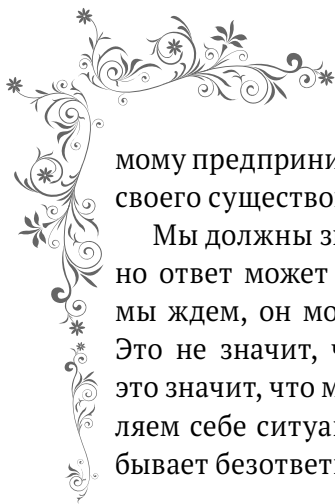 мому предприни
своего существо
Мы должны з
но ответ может
мы ждем, он мо
Это не значит,
это значит, что м
ляем себе ситуа
бывает безответ